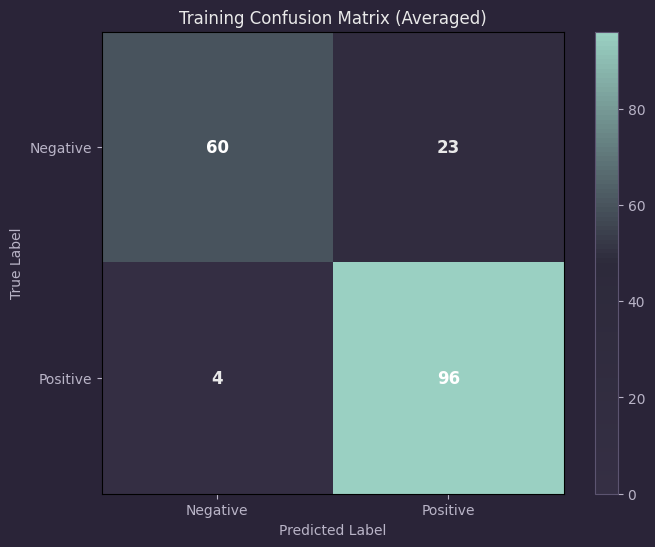 Training Confusion Matrix (Averaged)
Negative
60
23
Positive
4
96
Negative
Positive
Predicted Label
True Label
80
60
40
20
0